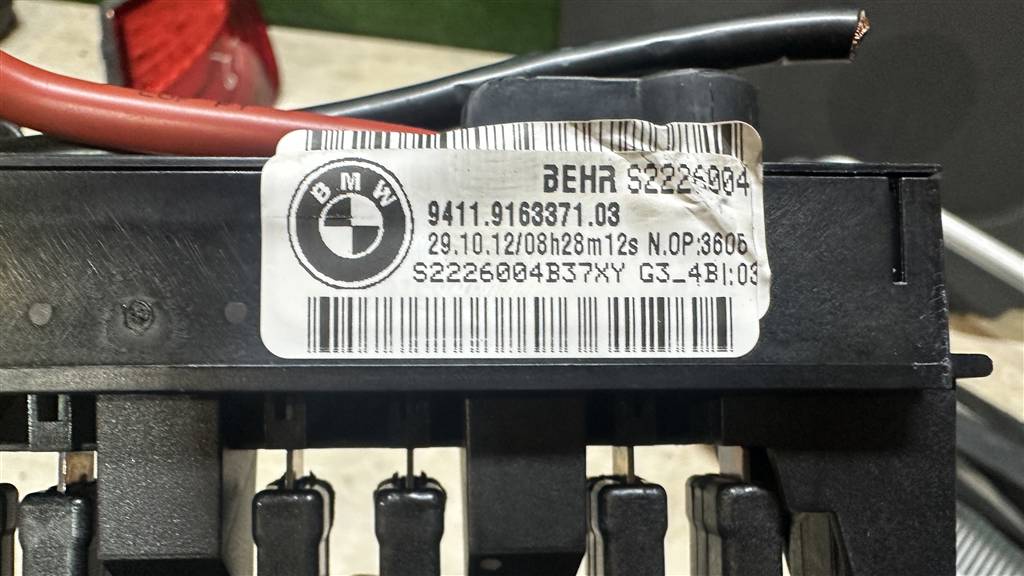 BMW
BEHR S2226004
9411.9163371.03
29.10.12/08h28m12s N.OP:3606
S2226004B37XY G3_4B|:03